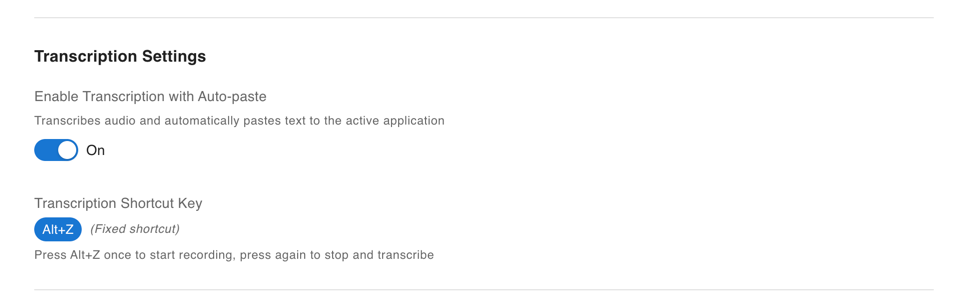 Transcription Settings
Enable Transcription with Auto-paste
Transcribes audio and automatically pastes text to the active application
On
Transcription Shortcut Key
Alt+Z (Fixed shortcut)
Press Alt+Z once to start recording, press again to stop and transcribe